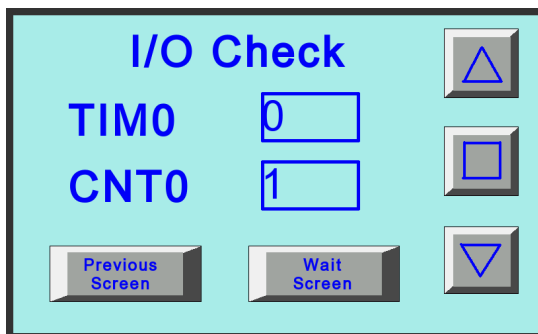 I/O Check
TIM0 0
CNT0 1
Previous
Screen
Wait
Screen